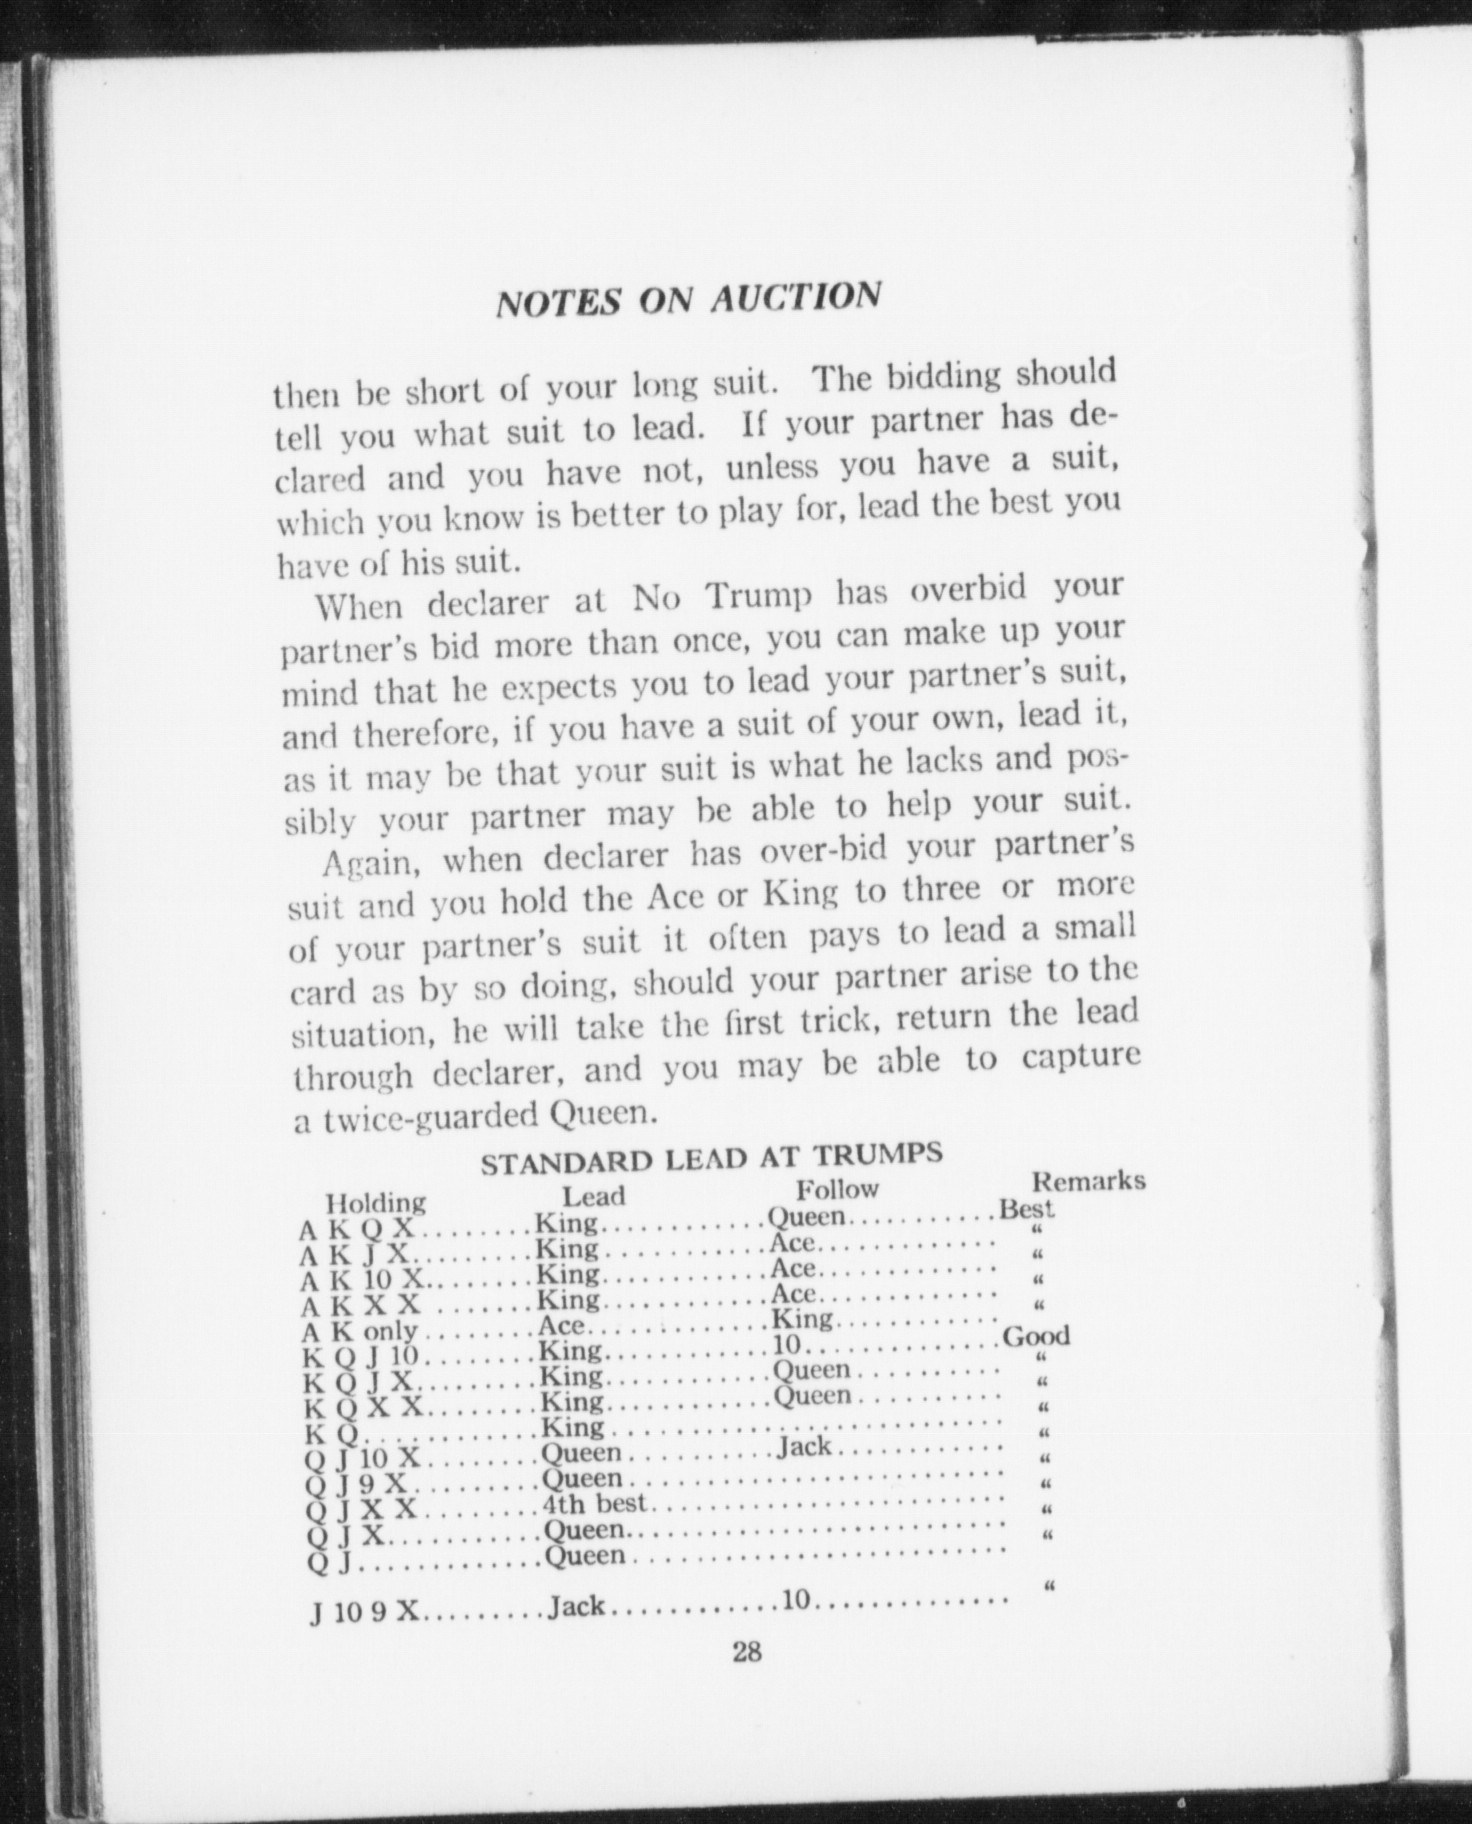 NOTES ON AUCTION
then be short of your long suit. The bidding should
tell you what suit to lead. If your partner has de-
clared and you have not, unless you have a suit,
which you know is better to play for, lead the best you
have of his suit.
When declarer at No Trump has overbid your
partner's bid more than once, you can make up your
mind that he expects you to lead your partner's suit,
and therefore, if you have a suit of your own, lead it,
as it may be that your suit is what he lacks and pos-
sibly your partner may be able to help your suit.
Again, when declarer has over-bid your partner's
suit and you hold the Ace or King to three or more
of your partner's suit it often pays to lead a small
card as by so doing, should your partner arise to the
situation, he will take the first trick, return the lead
through declarer, and you may be able to capture
a twice-guarded Queen.
STANDARD LEAD AT TRUMPS
Holding Lead Follow Remarks
A K Q X........King............Queen...........Best
A K J X.........King............Ace............. “
A K 10 X........King............Ace............. “
A K X X .......King............Ace............. “
A K only........Ace.............King............ “
K Q J 10........King............10..............Good
K Q J X.........King............Queen.......... “
K Q X X........King............Queen.......... “
K Q.............King........................... “
Q J 10 X........Queen...........Jack............ “
Q J 9 X.........Queen.......................... “
Q J X X........4th best......................... “
Q J X...........Queen........................... “
Q J.............Queen........................... “
J 10 9 X.........Jack............10.............. “
28